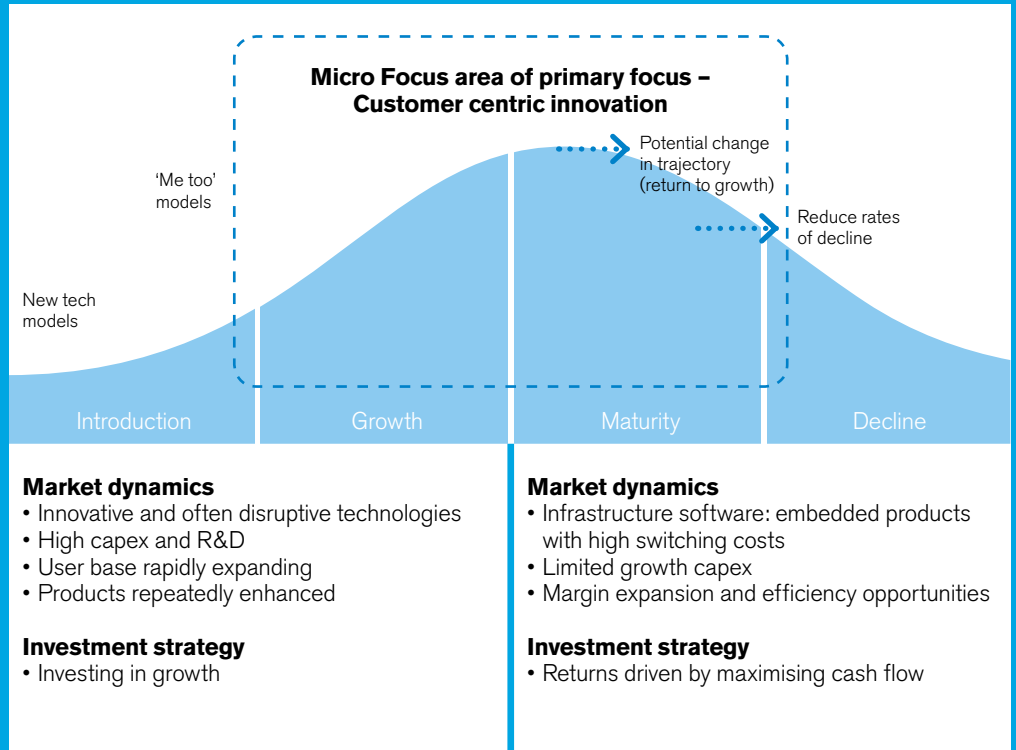 Micro Focus area of primary focus –
Customer centric innovation
Potential change
in trajectory
(return to growth)
‘Me too’
models
Reduce rates
of decline
New tech
models
Introduction
Growth
Maturity
Decline
Market dynamics
• Innovative and often disruptive technologies
• High capex and R&D
• User base rapidly expanding
• Products repeatedly enhanced
Investment strategy
• Investing in growth
Market dynamics
• Infrastructure software: embedded products
with high switching costs
• Limited growth capex
• Margin expansion and efficiency opportunities
Investment strategy
• Returns driven by maximising cash flow